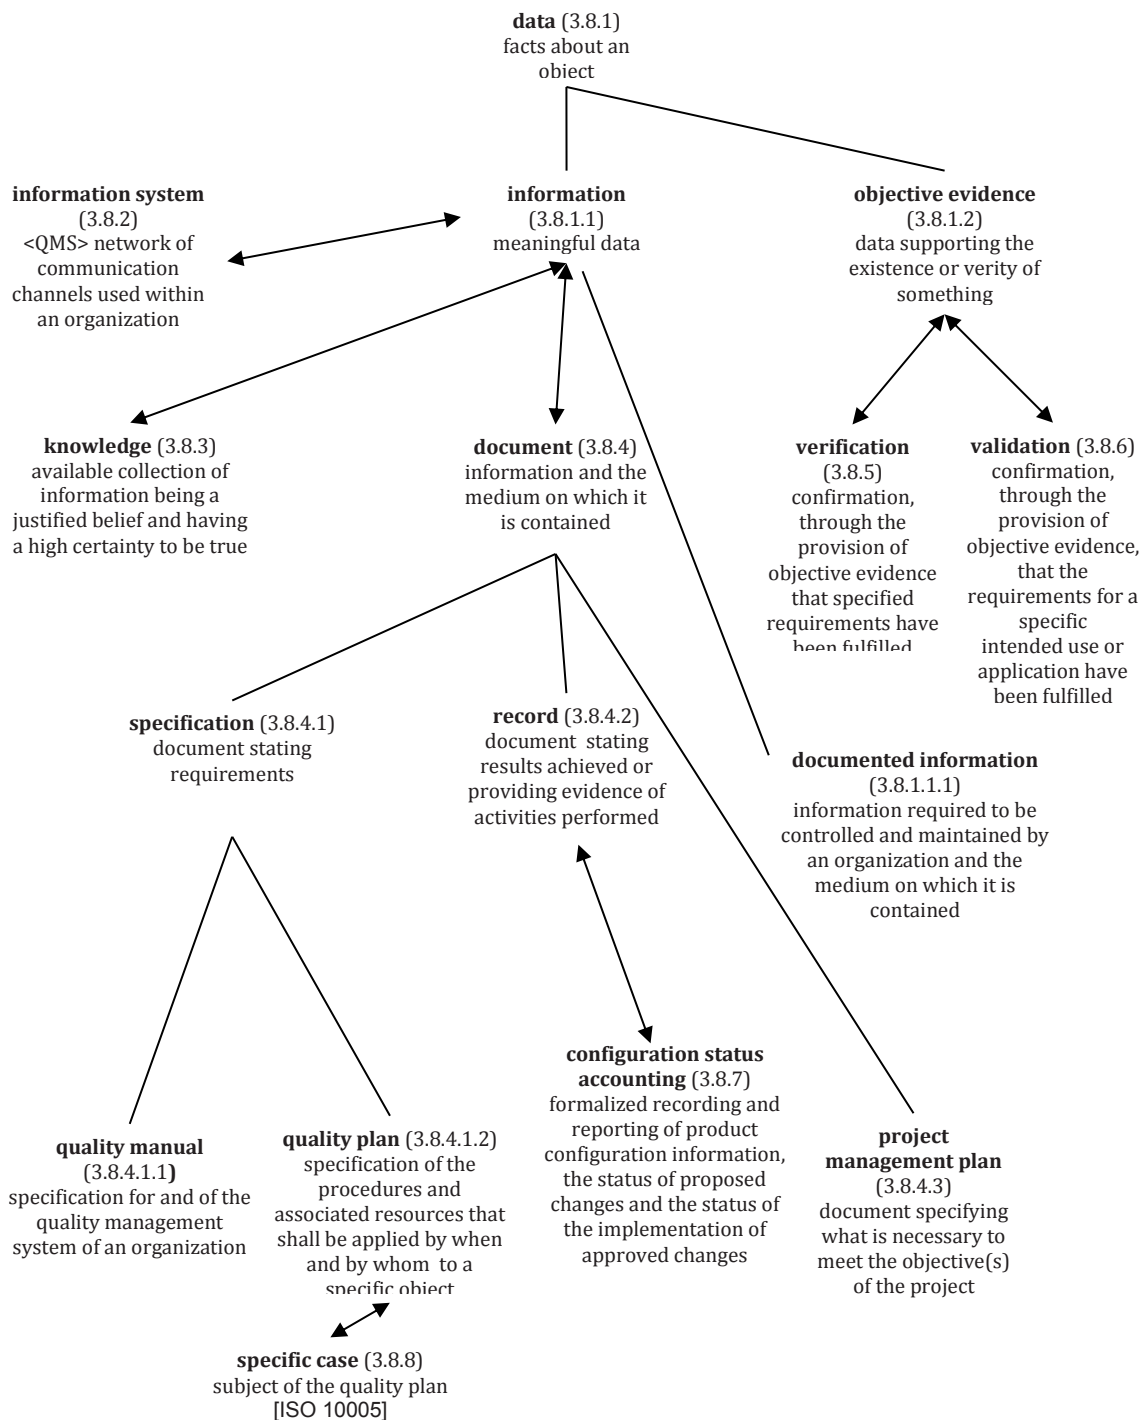 data (3.8.1)
facts about an
object
information system
(3.8.2)
<QMS> network of
communication
channels used within
an organization
information
(3.8.1.1)
meaningful data
objective evidence
(3.8.1.2)
data supporting the
existence or verity of
something
knowledge (3.8.3)
available collection of
information being a
justified belief and having
a high certainty to be true
document (3.8.4)
information and the
medium on which it
is contained
verification
(3.8.5)
confirmation,
through the
provision of
objective evidence
that specified
requirements have
been fulfilled
validation (3.8.6)
confirmation,
through the
provision of
objective evidence,
that the
requirements for a
specific
intended use or
application have
been fulfilled
specification (3.8.4.1)
document stating
requirements
record (3.8.4.2)
document stating
results achieved or
providing evidence of
activities performed
documented information
(3.8.1.1.1)
information required to be
controlled and maintained by
an organization and the
medium on which it is
contained
quality manual
(3.8.4.1.1)
specification for and of the
quality management
system of an organization
quality plan (3.8.4.1.2)
specification of the
procedures and
associated resources that
shall be applied by when
and by whom to a
specific object
configuration status
accounting (3.8.7)
formalized recording and
reporting of product
configuration information,
the status of proposed
changes and the status of
the implementation of
approved changes
project
management plan
(3.8.4.3)
document specifying
what is necessary to
meet the objective(s)
of the project
specific case (3.8.8)
subject of the quality plan
[ISO 10005]